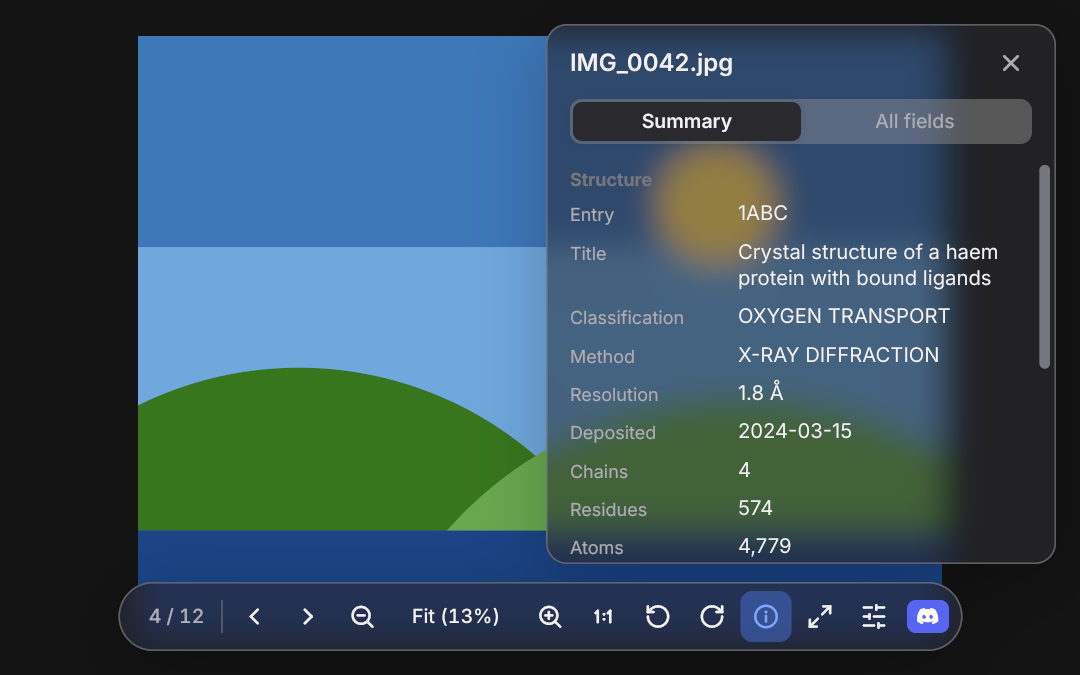 IMG_0042.jpg
Summary
All fields
Structure
Entry 1ABC
Title Crystal structure of a haem
protein with bound ligands
Classification OXYGEN TRANSPORT
Method X-RAY DIFFRACTION
Resolution 1.8 Å
Deposited 2024-03-15
Chains 4
Residues 574
Atoms 4,779
4 / 12 Fit (13%) 1:1